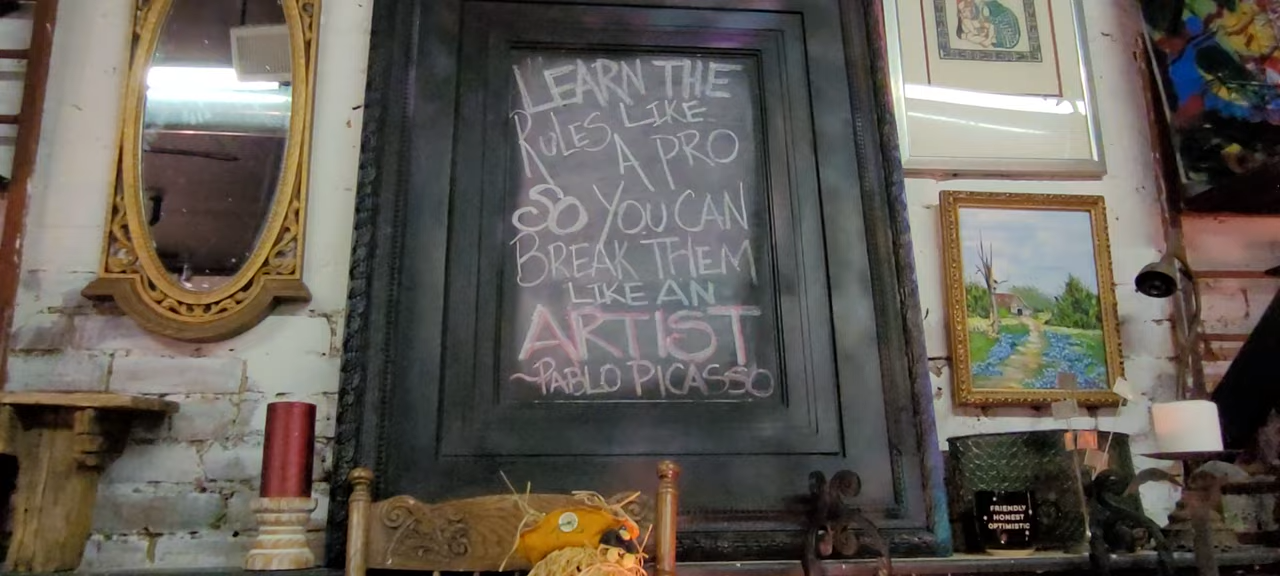 LEARN THE
RULES LIKE
A PRO
SO YOU CAN
BREAK THEM
LIKE AN
ARTIST
~PABLO PICASSO
FRIENDLY
HONEST
OPTIMISTIC